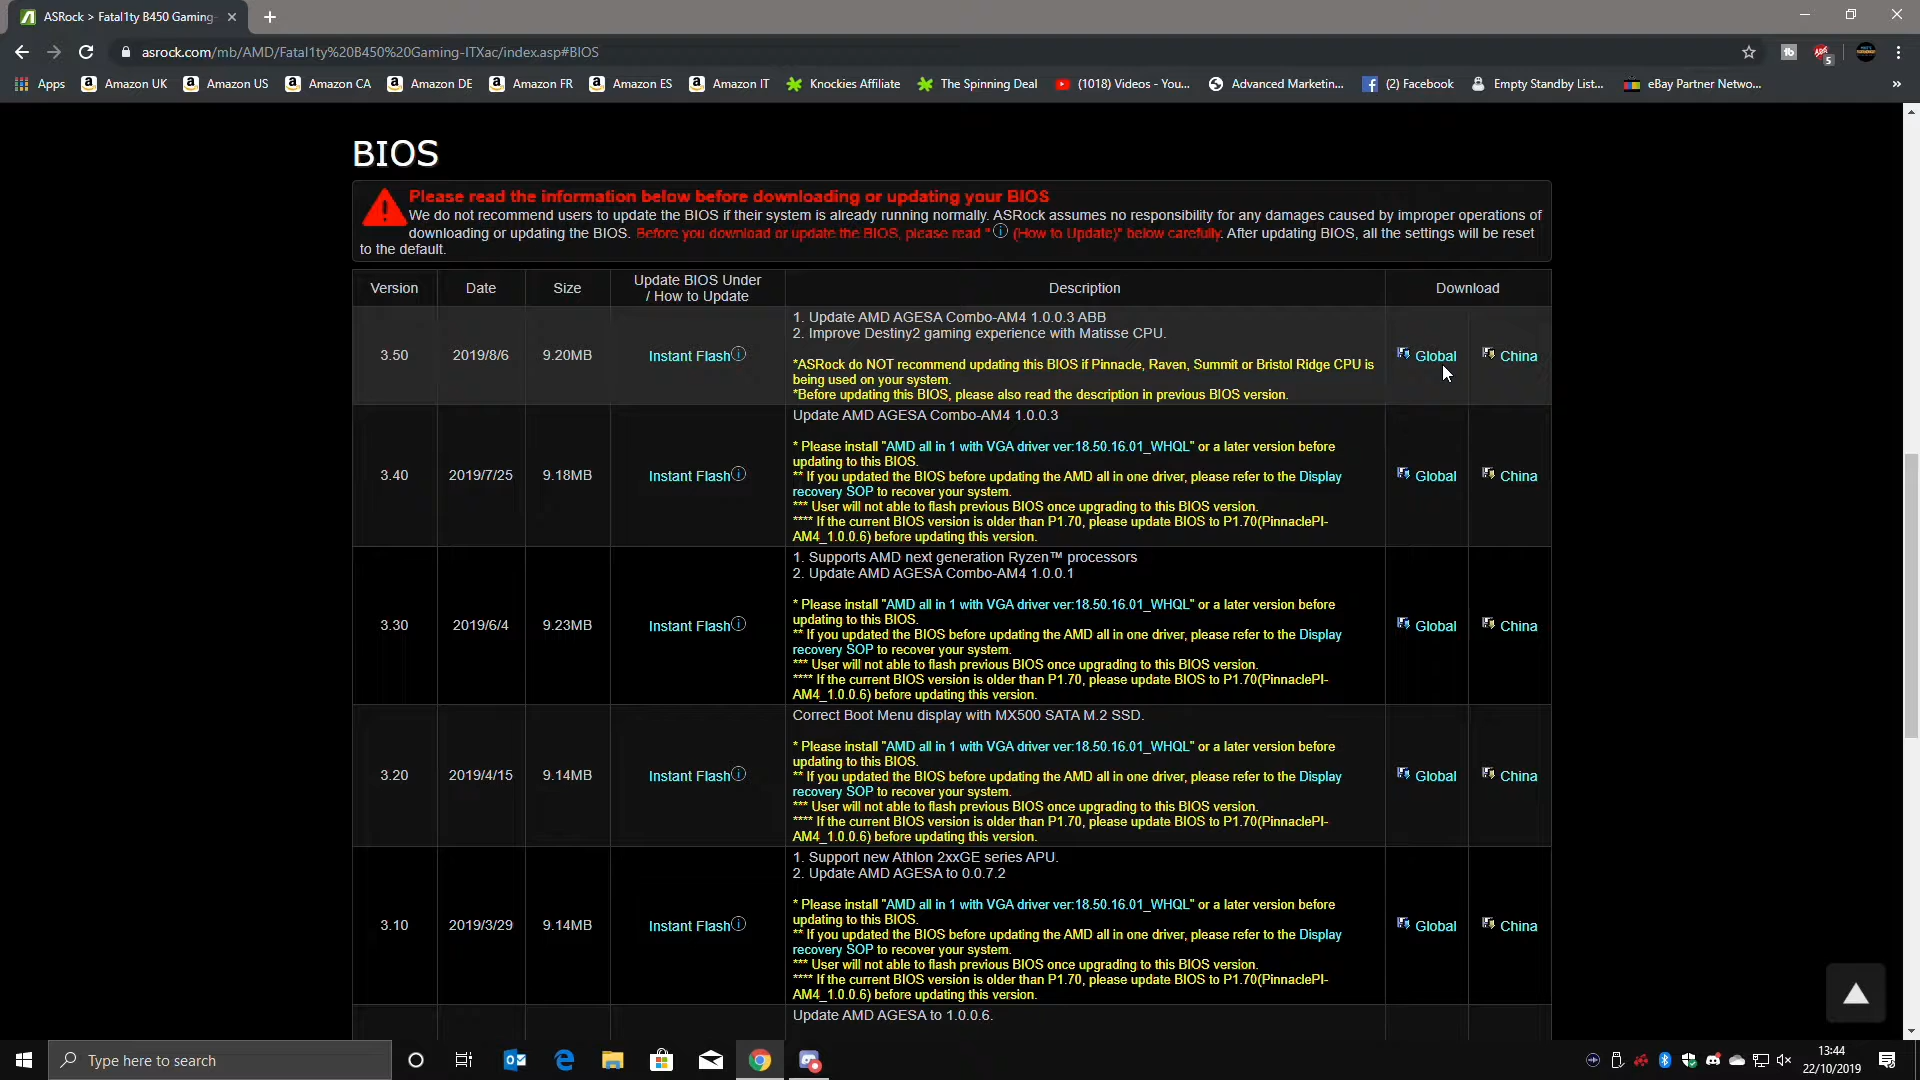 ASRock > Fatal1ty B450 Gaming-
asrock.com/mb/AMD/Fatal1ty%20B450%20Gaming-ITXac/index.asp#BIOS
5
Apps Amazon UK Amazon US Amazon CA Amazon DE Amazon FR Amazon ES Amazon IT Knockies Affiliate The Spinning Deal (1018) Videos - You... Advanced Marketin... (2) Facebook Empty Standby List... eBay Partner Netwo... »
BIOS
Please read the information below before downloading or updating your BIOS
We do not recommend users to update the BIOS if their system is already running normally. ASRock assumes no responsibility for any damages caused by improper operations of
downloading or updating the BIOS. Before you download or update the BIOS, please read "ⓘ (How to Update)" below carefully. After updating BIOS, all the settings will be reset
to the default.
Version Date Size Update BIOS Under
/ How to Update Description Download
3.50 2019/8/6 9.20MB Instant Flash
1. Update AMD AGESA Combo-AM4 1.0.0.3 ABB
2. Improve Destiny2 gaming experience with Matisse CPU.
*ASRock do NOT recommend updating this BIOS if Pinnacle, Raven, Summit or Bristol Ridge CPU is
being used on your system.
*Before updating this BIOS, please also read the description in previous BIOS version.
Global China
3.40 2019/7/25 9.18MB Instant Flash
Update AMD AGESA Combo-AM4 1.0.0.3
* Please install "AMD all in 1 with VGA driver ver:18.50.16.01_WHQL" or a later version before
updating to this BIOS.
** If you updated the BIOS before updating the AMD all in one driver, please refer to the Display
recovery SOP to recover your system.
*** User will not able to flash previous BIOS once upgrading to this BIOS version.
**** If the current BIOS version is older than P1.70, please update BIOS to P1.70(PinnaclePI-
AM4_1.0.0.6) before updating this version.
Global China
3.30 2019/6/4 9.23MB Instant Flash
1. Supports AMD next generation Ryzen™ processors
2. Update AMD AGESA Combo-AM4 1.0.0.1
* Please install "AMD all in 1 with VGA driver ver:18.50.16.01_WHQL" or a later version before
updating to this BIOS.
** If you updated the BIOS before updating the AMD all in one driver, please refer to the Display
recovery SOP to recover your system.
*** User will not able to flash previous BIOS once upgrading to this BIOS version.
**** If the current BIOS version is older than P1.70, please update BIOS to P1.70(PinnaclePI-
AM4_1.0.0.6) before updating this version.
Global China
3.20 2019/4/15 9.14MB Instant Flash
Correct Boot Menu display with MX500 SATA M.2 SSD.
* Please install "AMD all in 1 with VGA driver ver:18.50.16.01_WHQL" or a later version before
updating to this BIOS.
** If you updated the BIOS before updating the AMD all in one driver, please refer to the Display
recovery SOP to recover your system.
*** User will not able to flash previous BIOS once upgrading to this BIOS version.
**** If the current BIOS version is older than P1.70, please update BIOS to P1.70(PinnaclePI-
AM4_1.0.0.6) before updating this version.
Global China
3.10 2019/3/29 9.14MB Instant Flash
1. Support new Athlon 2xxGE series APU.
2. Update AMD AGESA to 0.0.7.2
* Please install "AMD all in 1 with VGA driver ver:18.50.16.01_WHQL" or a later version before
updating to this BIOS.
** If you updated the BIOS before updating the AMD all in one driver, please refer to the Display
recovery SOP to recover your system.
*** User will not able to flash previous BIOS once upgrading to this BIOS version.
**** If the current BIOS version is older than P1.70, please update BIOS to P1.70(PinnaclePI-
AM4_1.0.0.6) before updating this version.
Global China
Update AMD AGESA to 1.0.0.6.
Type here to search
13:44
22/10/2019